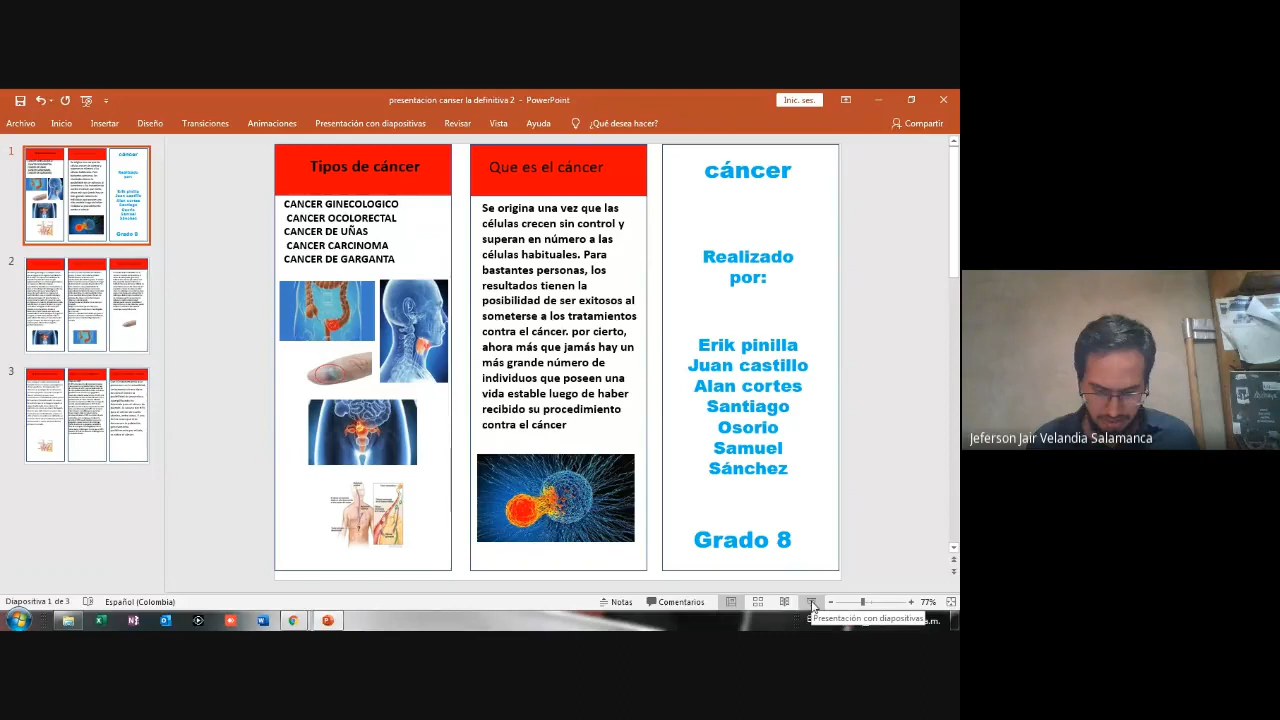 presentacion canser la definitiva 2 - PowerPoint
Inic. ses.
Archivo
Inicio
Insertar
Diseño
Transiciones
Animaciones
Presentación con diapositivas
Revisar
Vista
Ayuda
¿Qué desea hacer?
Compartir
1
2
3
Tipos de cáncer
CANCER GINECOLOGICO
CANCER OCOLORECTAL
CANCER DE UÑAS
CANCER CARCINOMA
CANCER DE GARGANTA
Que es el cáncer
Se origina una vez que las
células crecen sin control y
superan en número a las
células habituales. Para
bastantes personas, los
resultados tienen la
posibilidad de ser exitosos al
someterse a los tratamientos
contra el cáncer. por cierto,
ahora más que jamás hay un
más grande número de
individuos que poseen una
vida estable luego de haber
recibido su procedimiento
contra el cáncer
cáncer
Realizado
por:
Erik pinilla
Juan castillo
Alan cortes
Santiago
Osorio
Samuel
Sánchez
Grado 8
Jeferson Jair Velandia Salamanca
Diapositiva 1 de 3
Español (Colombia)
Notas
Comentarios
77%
Presentación con diapositivas